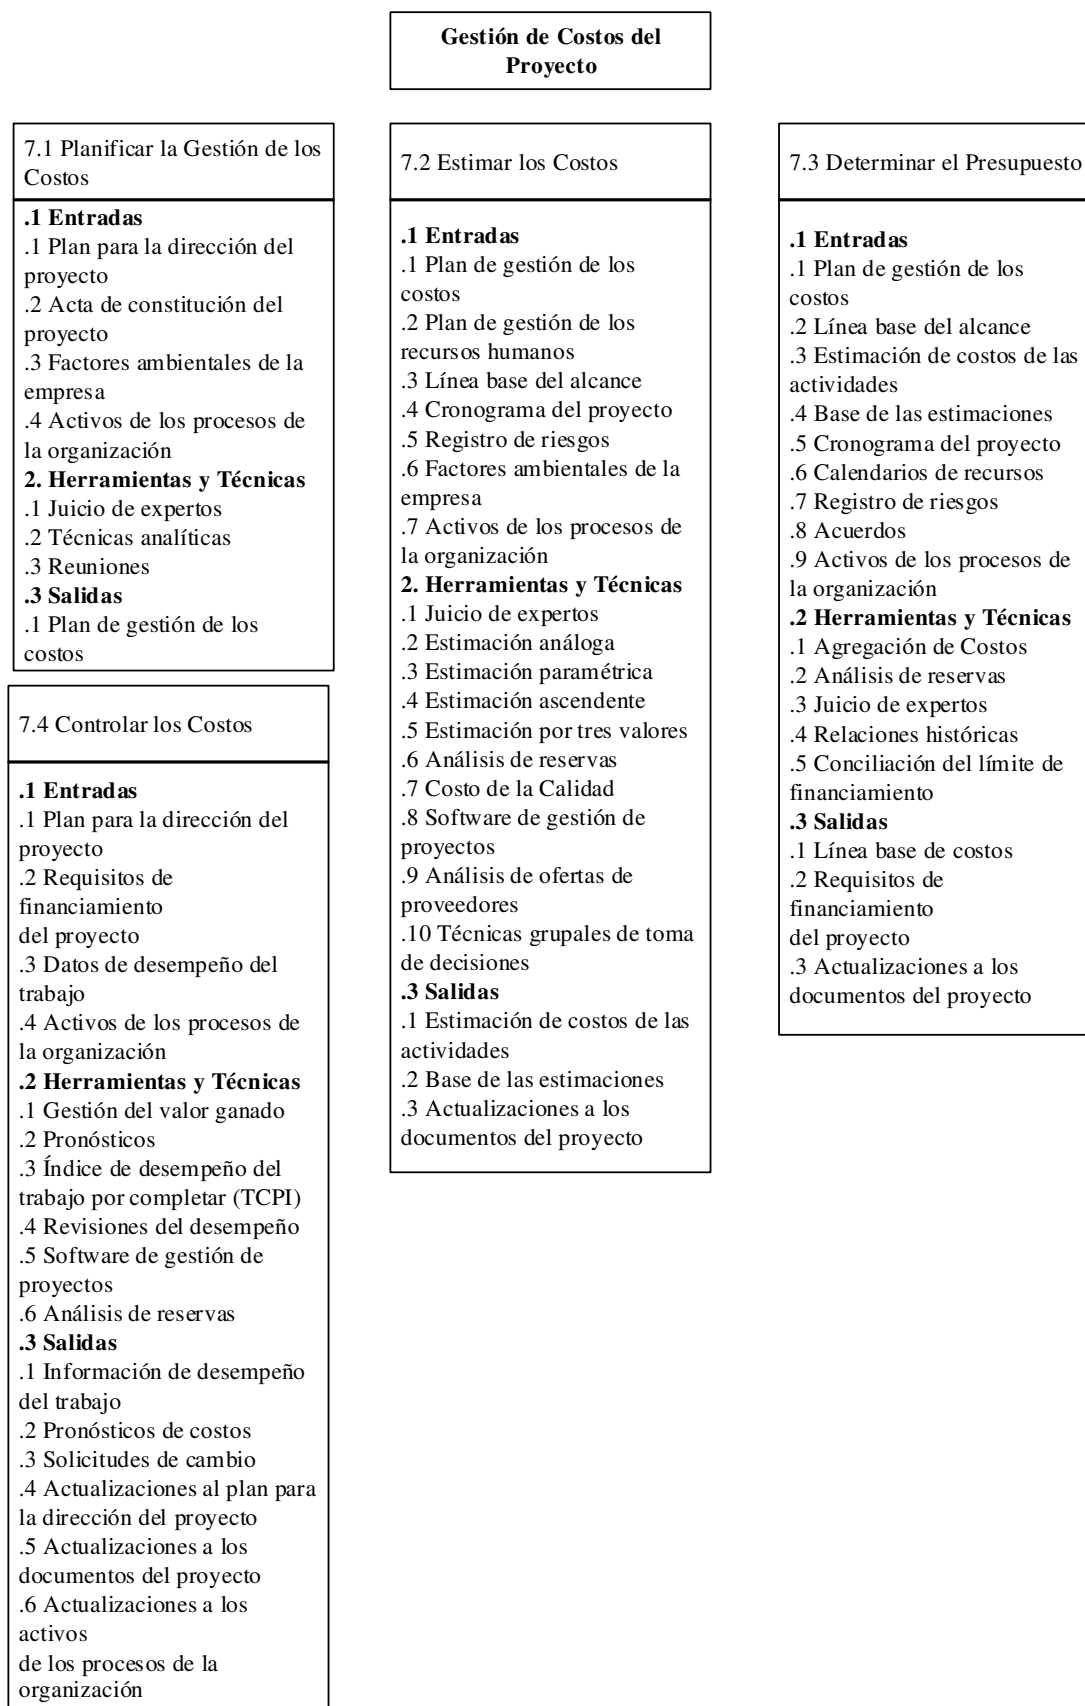 Gestión de Costos del
Proyecto
7.1 Planificar la Gestión de los
Costos
.1 Entradas
.1 Plan para la dirección del
proyecto
.2 Acta de constitución del
proyecto
.3 Factores ambientales de la
empresa
.4 Activos de los procesos de
la organización
2. Herramientas y Técnicas
.1 Juicio de expertos
.2 Técnicas analíticas
.3 Reuniones
.3 Salidas
.1 Plan de gestión de los
costos
7.2 Estimar los Costos
.1 Entradas
.1 Plan de gestión de los
costos
.2 Plan de gestión de los
recursos humanos
.3 Línea base del alcance
.4 Cronograma del proyecto
.5 Registro de riesgos
.6 Factores ambientales de la
empresa
.7 Activos de los procesos de
la organización
2. Herramientas y Técnicas
.1 Juicio de expertos
.2 Estimación análoga
.3 Estimación paramétrica
.4 Estimación ascendente
.5 Estimación por tres valores
.6 Análisis de reservas
.7 Costo de la Calidad
.8 Software de gestión de
proyectos
.9 Análisis de ofertas de
proveedores
.10 Técnicas grupales de toma
de decisiones
.3 Salidas
.1 Estimación de costos de las
actividades
.2 Base de las estimaciones
.3 Actualizaciones a los
documentos del proyecto
7.3 Determinar el Presupuesto
.1 Entradas
.1 Plan de gestión de los
costos
.2 Línea base del alcance
.3 Estimación de costos de las
actividades
.4 Base de las estimaciones
.5 Cronograma del proyecto
.6 Calendarios de recursos
.7 Registro de riesgos
.8 Acuerdos
.9 Activos de los procesos de
la organización
.2 Herramientas y Técnicas
.1 Agregación de Costos
.2 Análisis de reservas
.3 Juicio de expertos
.4 Relaciones históricas
.5 Conciliación del límite de
financiamiento
.3 Salidas
.1 Línea base de costos
.2 Requisitos de
financiamiento
del proyecto
.3 Actualizaciones a los
documentos del proyecto
7.4 Controlar los Costos
.1 Entradas
.1 Plan para la dirección del
proyecto
.2 Requisitos de
financiamiento
del proyecto
.3 Datos de desempeño del
trabajo
.4 Activos de los procesos de
la organización
.2 Herramientas y Técnicas
.1 Gestión del valor ganado
.2 Pronósticos
.3 Índice de desempeño del
trabajo por completar (TCPI)
.4 Revisiones del desempeño
.5 Software de gestión de
proyectos
.6 Análisis de reservas
.3 Salidas
.1 Información de desempeño
del trabajo
.2 Pronósticos de costos
.3 Solicitudes de cambio
.4 Actualizaciones al plan para
la dirección del proyecto
.5 Actualizaciones a los
documentos del proyecto
.6 Actualizaciones a los
activos
de los procesos de la
organización